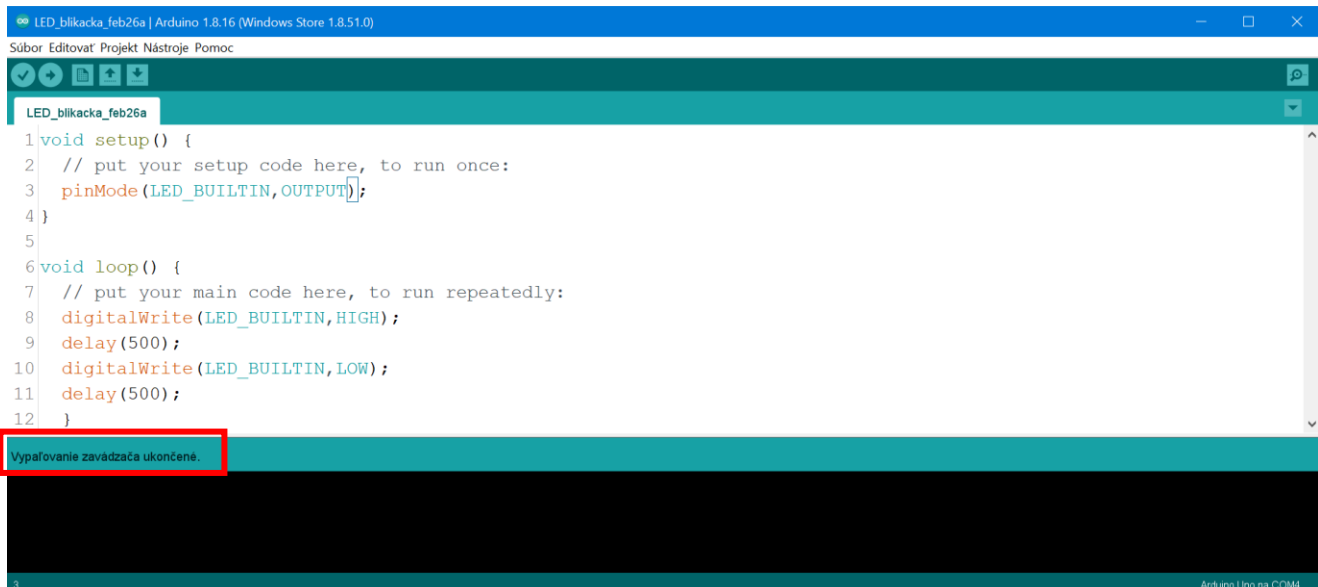 LED_blikacka_feb26a | Arduino 1.8.16 (Windows Store 1.8.51.0)
Súbor Editovať Projekt Nástroje Pomoc
LED_blikacka_feb26a
1 void setup() {
2 // put your setup code here, to run once:
3 pinMode(LED_BUILTIN,OUTPUT);
4 }
5
6 void loop() {
7 // put your main code here, to run repeatedly:
8 digitalWrite(LED_BUILTIN,HIGH);
9 delay(500);
10 digitalWrite(LED_BUILTIN,LOW);
11 delay(500);
12 }
Vypaľovanie zavádzača ukončené.
3 Arduino Uno na COM4